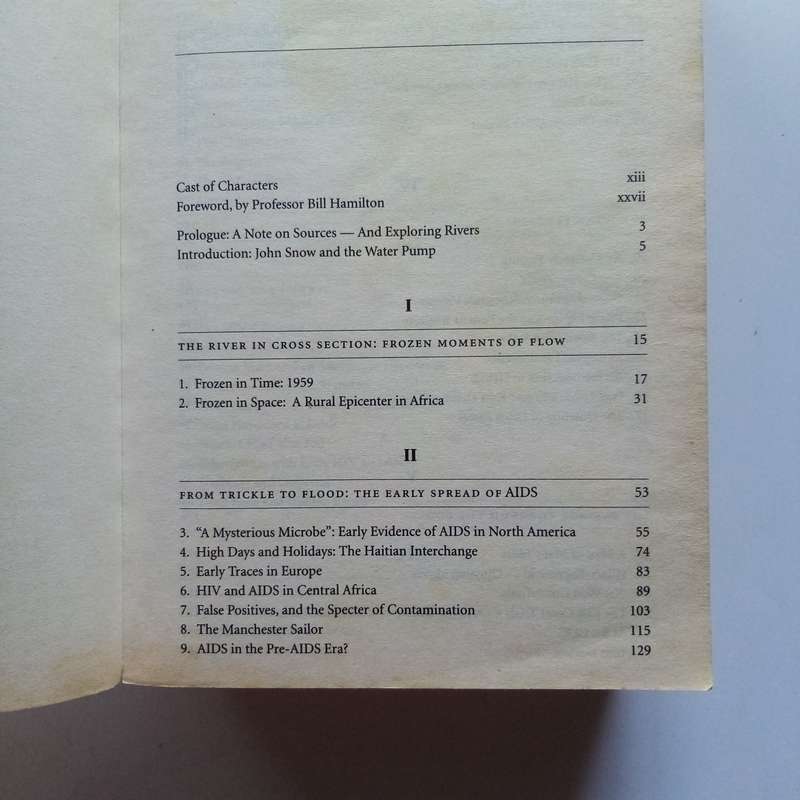 Cast of Characters xiii
Foreword, by Professor Bill Hamilton xxvii
Prologue: A Note on Sources — And Exploring Rivers 3
Introduction: John Snow and the Water Pump 5
I
THE RIVER IN CROSS SECTION: FROZEN MOMENTS OF FLOW 15
1. Frozen in Time: 1959 17
2. Frozen in Space: A Rural Epicenter in Africa 31
II
FROM TRICKLE TO FLOOD: THE EARLY SPREAD OF AIDS 53
3. “A Mysterious Microbe”: Early Evidence of AIDS in North America 55
4. High Days and Holidays: The Haitian Interchange 74
5. Early Traces in Europe 83
6. HIV and AIDS in Central Africa 89
7. False Positives, and the Specter of Contamination 103
8. The Manchester Sailor 115
9. AIDS in the Pre-AIDS Era? 129